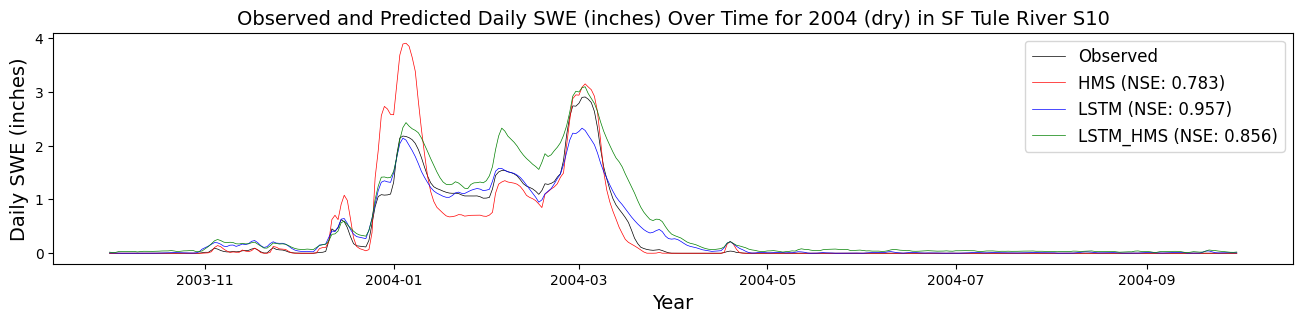 Observed and Predicted Daily SWE (inches) Over Time for 2004 (dry) in SF Tule River S10
Daily SWE (inches)
4
3
2
1
0
Observed
HMS (NSE: 0.783)
LSTM (NSE: 0.957)
LSTM_HMS (NSE: 0.856)
2003-11
2004-01
2004-03
2004-05
2004-07
2004-09
Year